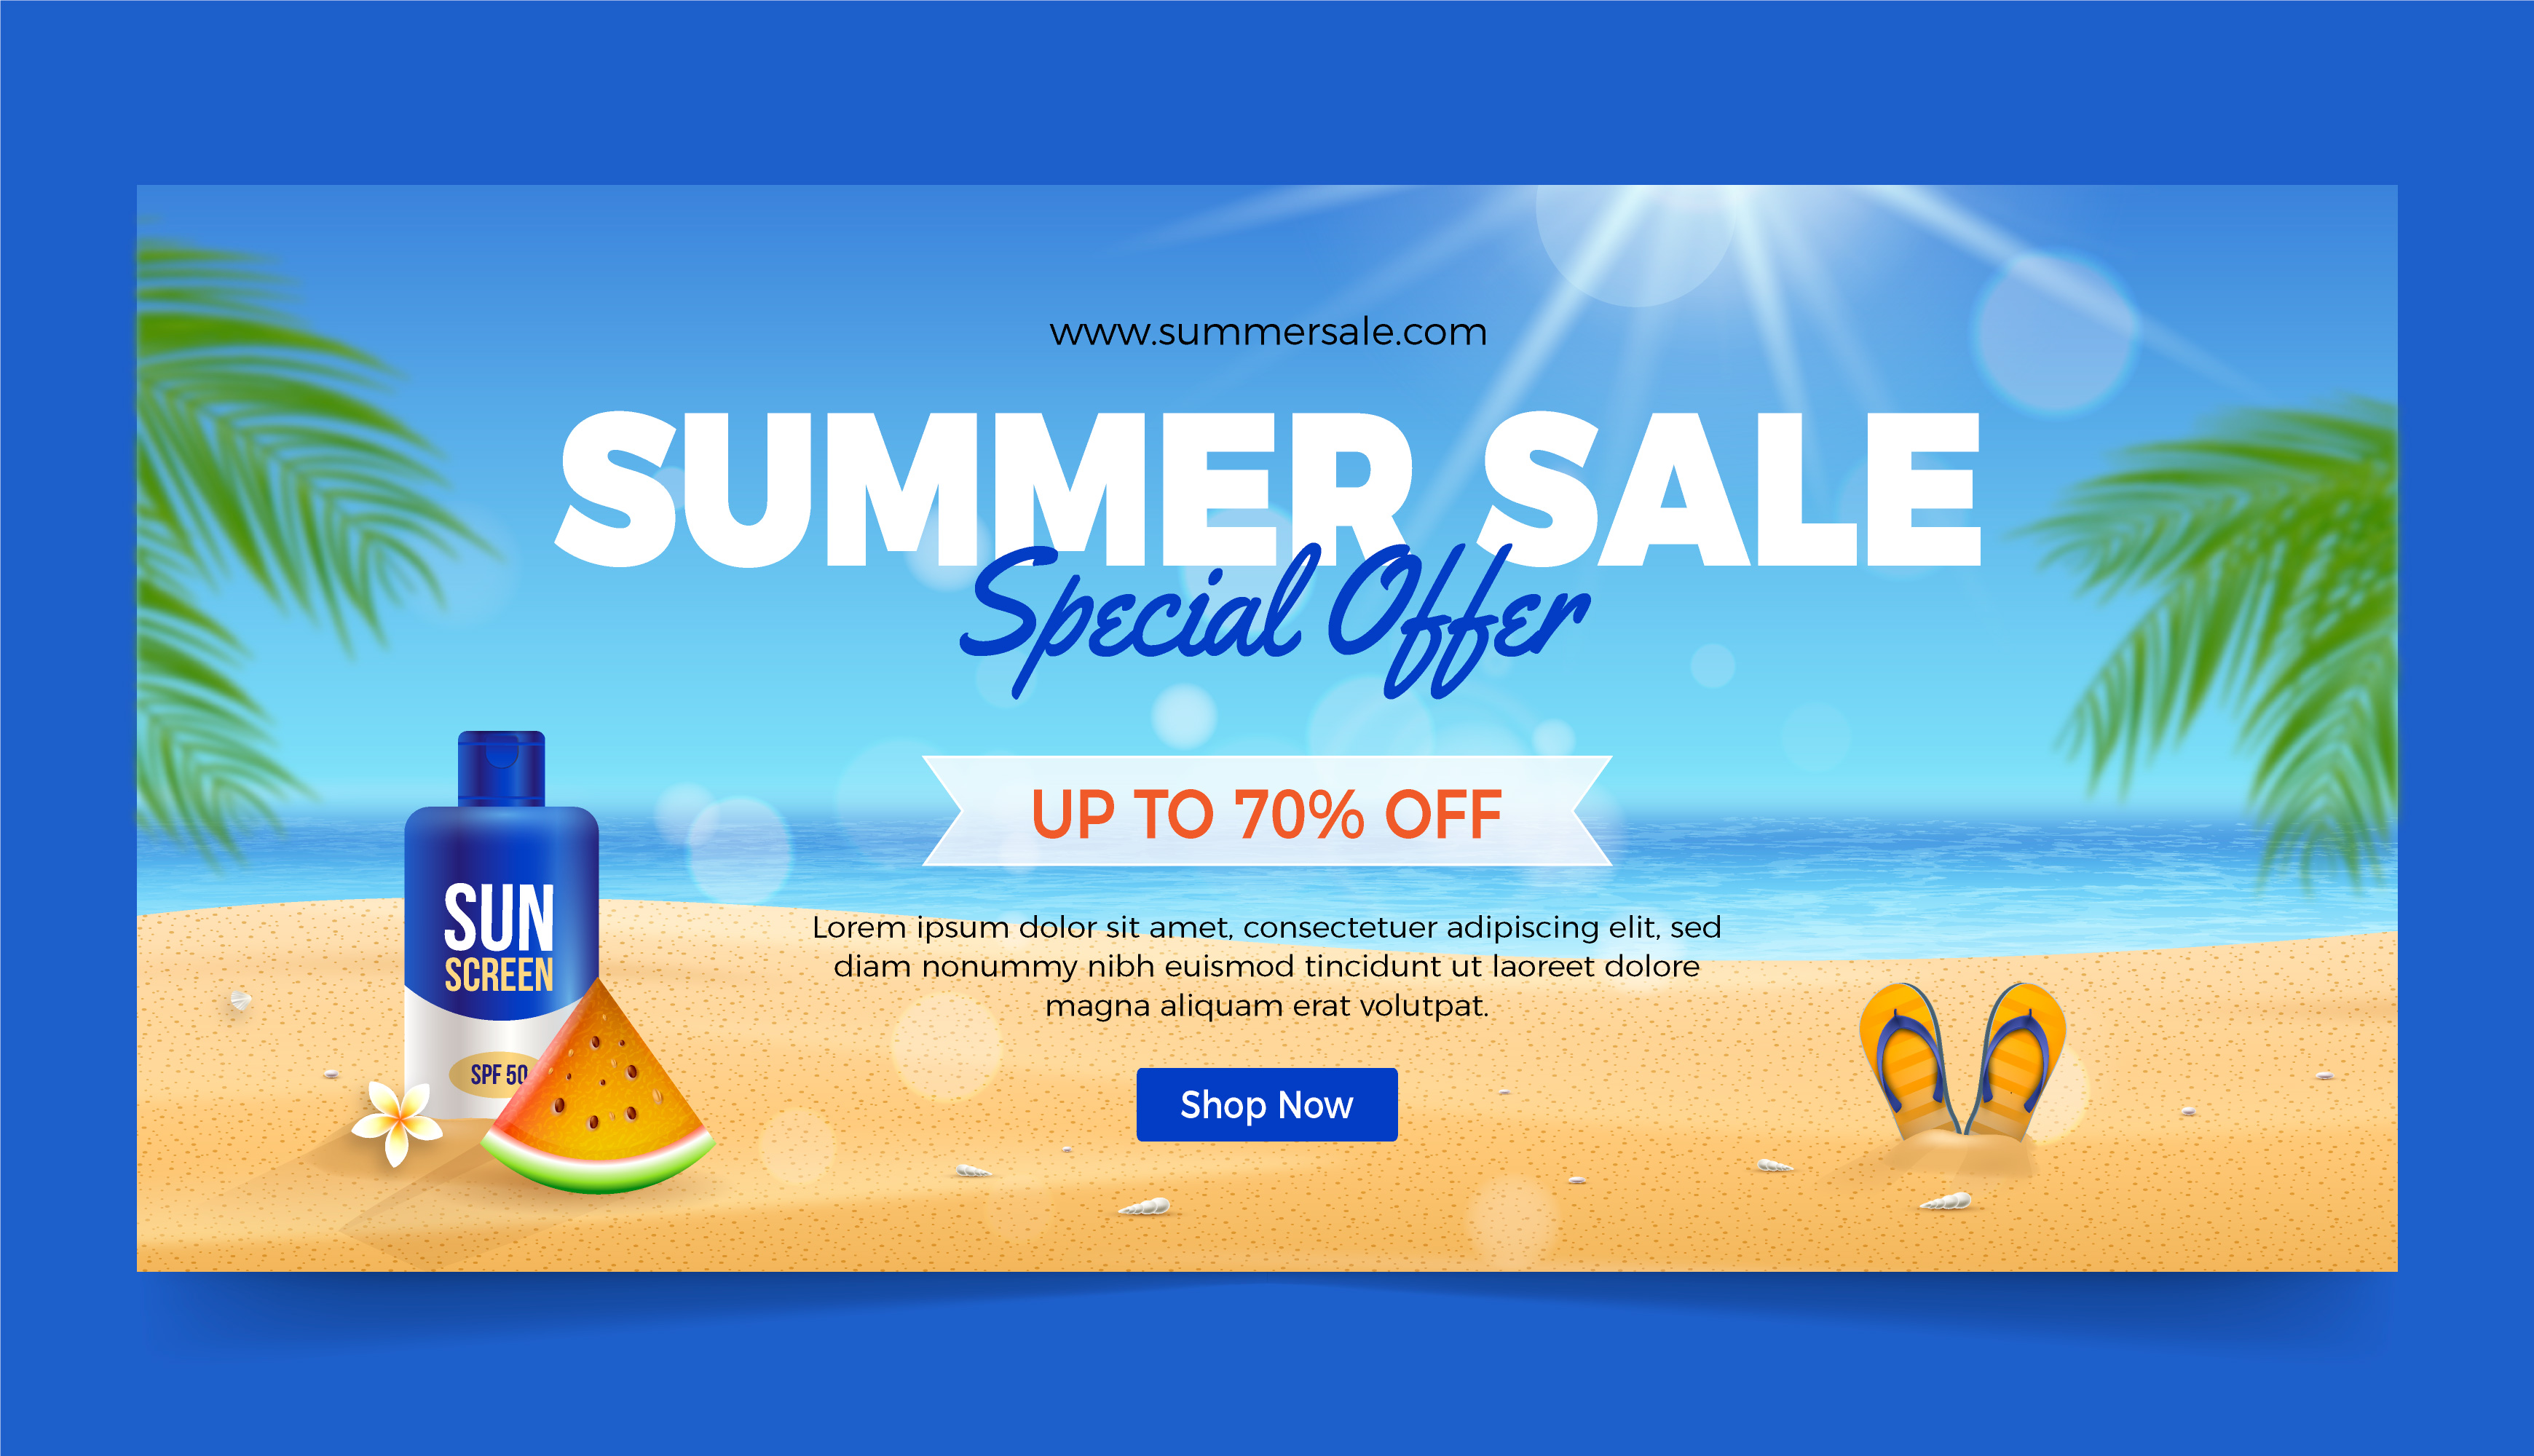 www.summersale.com
SUMMER SALE
Special Offer
UP TO 70% OFF
SUN
SCREEN
SPF 50
Lorem ipsum dolor sit amet, consectetuer adipiscing elit, sed
diam nonummy nibh euismod tincidunt ut laoreet dolore
magna aliquam erat volutpat.
Shop Now